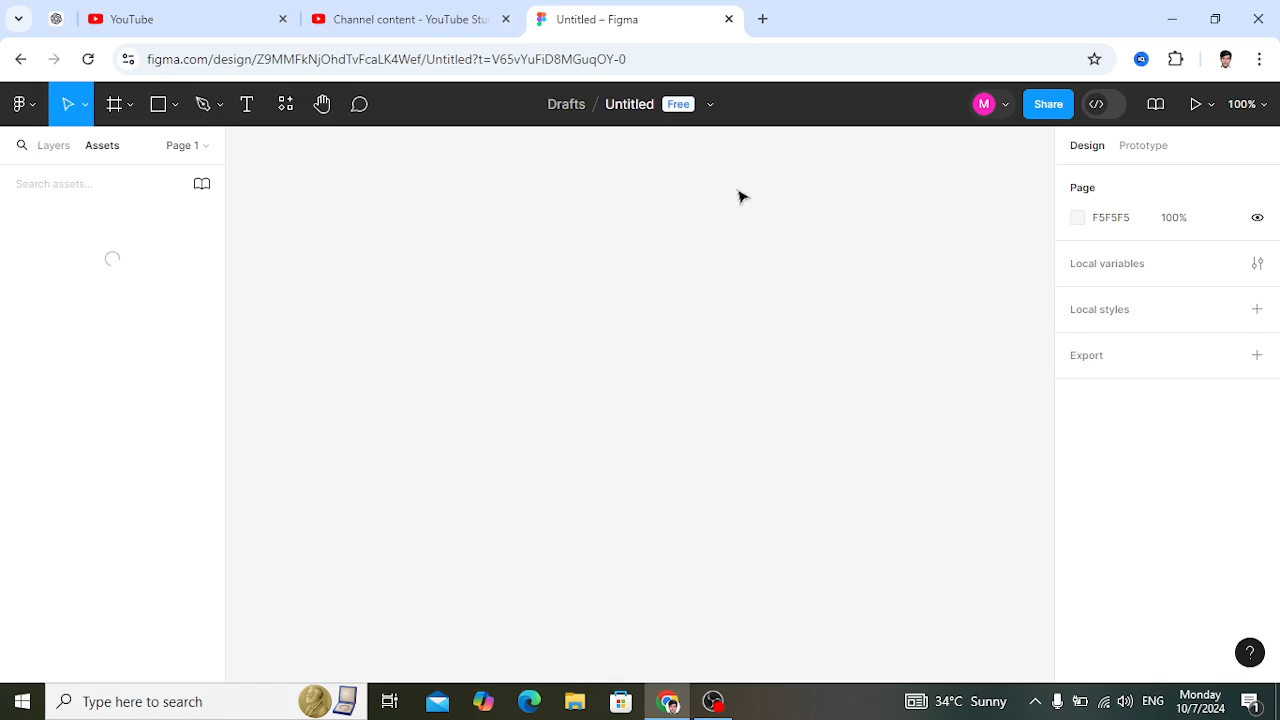 YouTube
Channel content - YouTube Stu
Untitled – Figma
figma.com/design/Z9MMFkNjOhdTvFcaLK4Wef/Untitled?t=V65vYuFiD8MGuqOY-0
Drafts / Untitled Free
M
Share
100%
Layers
Assets
Page 1
Design
Prototype
Search assets...
Page
F5F5F5
100%
Local variables
Local styles
Export
?
Type here to search
34°C Sunny
ENG
Monday
10/7/2024
1